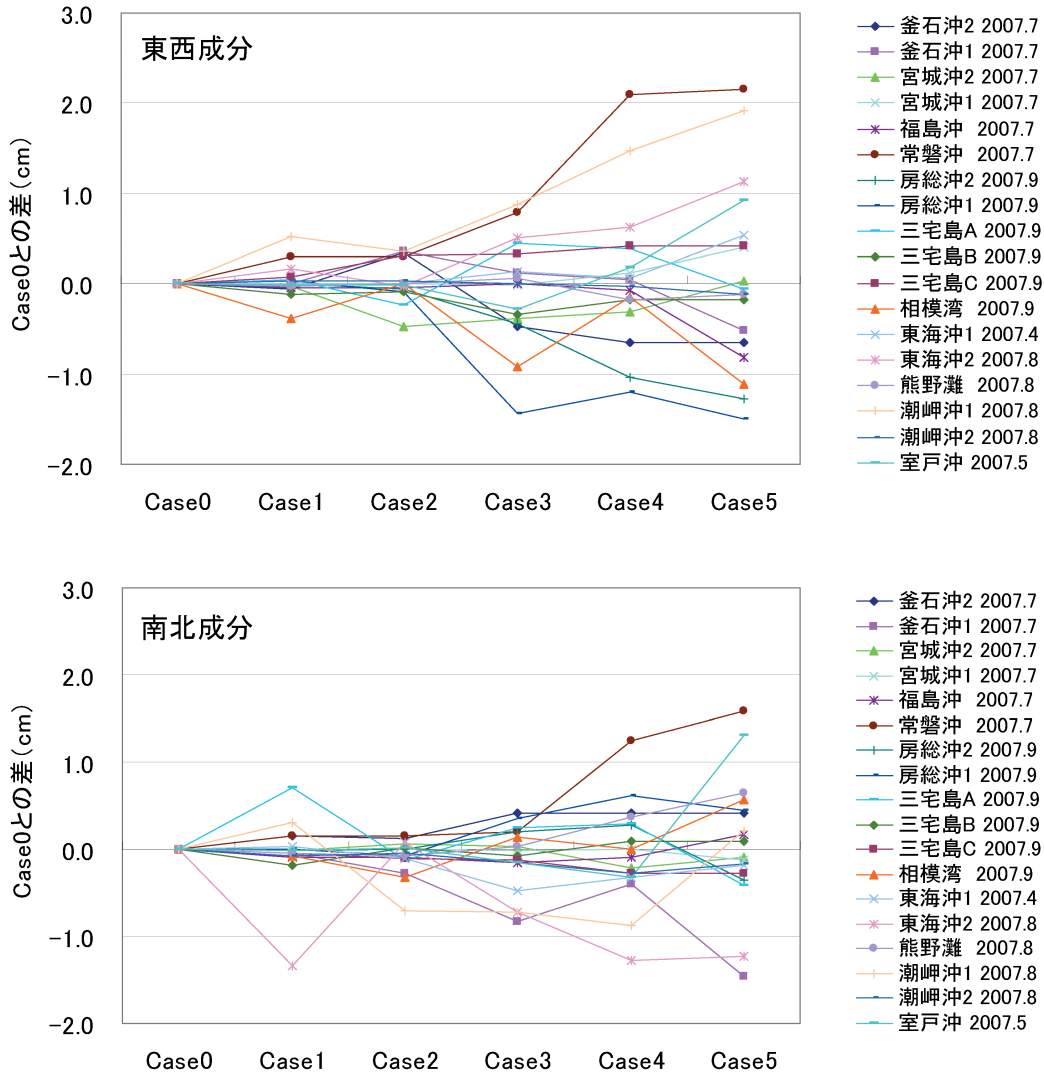 東西成分
Case0との差(cm)
3.0
2.0
1.0
0.0
−1.0
−2.0
Case0 Case1 Case2 Case3 Case4 Case5
釜石沖2 2007.7
釜石沖1 2007.7
宮城沖2 2007.7
宮城沖1 2007.7
福島沖 2007.7
常磐沖 2007.7
房総沖2 2007.9
房総沖1 2007.9
三宅島A 2007.9
三宅島B 2007.9
三宅島C 2007.9
相模湾 2007.9
東海沖1 2007.4
東海沖2 2007.8
熊野灘 2007.8
潮岬沖1 2007.8
潮岬沖2 2007.8
室戸沖 2007.5
南北成分
Case0との差(cm)
3.0
2.0
1.0
0.0
−1.0
−2.0
Case0 Case1 Case2 Case3 Case4 Case5
釜石沖2 2007.7
釜石沖1 2007.7
宮城沖2 2007.7
宮城沖1 2007.7
福島沖 2007.7
常磐沖 2007.7
房総沖2 2007.9
房総沖1 2007.9
三宅島A 2007.9
三宅島B 2007.9
三宅島C 2007.9
相模湾 2007.9
東海沖1 2007.4
東海沖2 2007.8
熊野灘 2007.8
潮岬沖1 2007.8
潮岬沖2 2007.8
室戸沖 2007.5